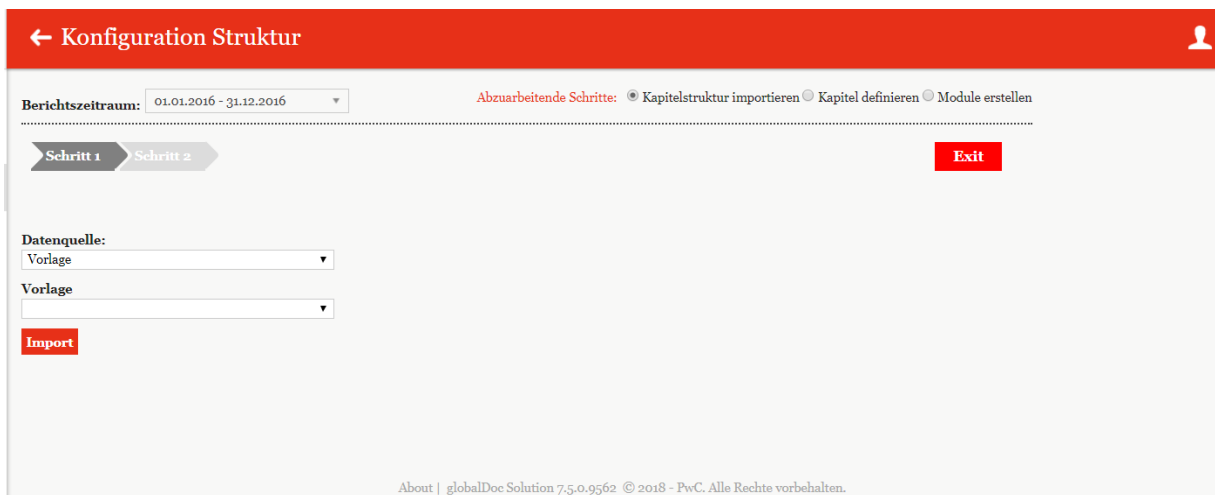 ← Konfiguration Struktur
Berichtszeitraum: 01.01.2016 - 31.12.2016
Abzuarbeitende Schritte: Kapitelstruktur importieren Kapitel definieren Module erstellen
Schritt 1 Schritt 2
Exit
Datenquelle:
Vorlage
Vorlage
Import
About | globalDoc Solution 7.5.0.9562 © 2018 - PwC. Alle Rechte vorbehalten.